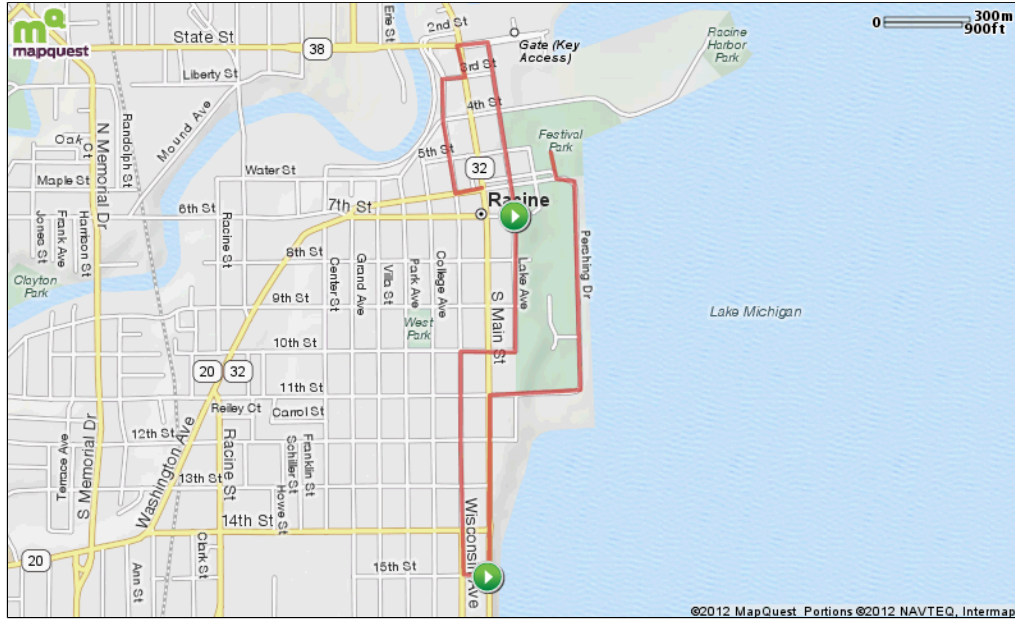 mapquest
State St
38
2nd St
Erie St
Gate (Key
Access)
Racine
Harbor
Park
0
300m
900ft
Liberty St
3rd St
4th St
N Memorial Dr
Randolph St
Mound Ave
Oak Ct
5th St
Festival
Park
Maple St
Water St
32
6th St
7th St
Racine
Jones St
Frank Ave
Harrison St
Racine St
8th St
Center St
Grand Ave
Villa St
Park Ave
College Ave
Lake Ave
Pershing Dr
Clayton
Park
9th St
S Main St
West
Park
Lake Michigan
10th St
20
32
11th St
Reiley Ct
Carrol St
12th St
Terrace Ave
S Memorial Dr
Washington Ave
Racine St
Franklin St
Schiller St
Howe St
13th St
14th St
Wisconsin Ave
20
Ann St
Clark St
15th St
©2012 MapQuest Portions ©2012 NAVTEQ, Intermap